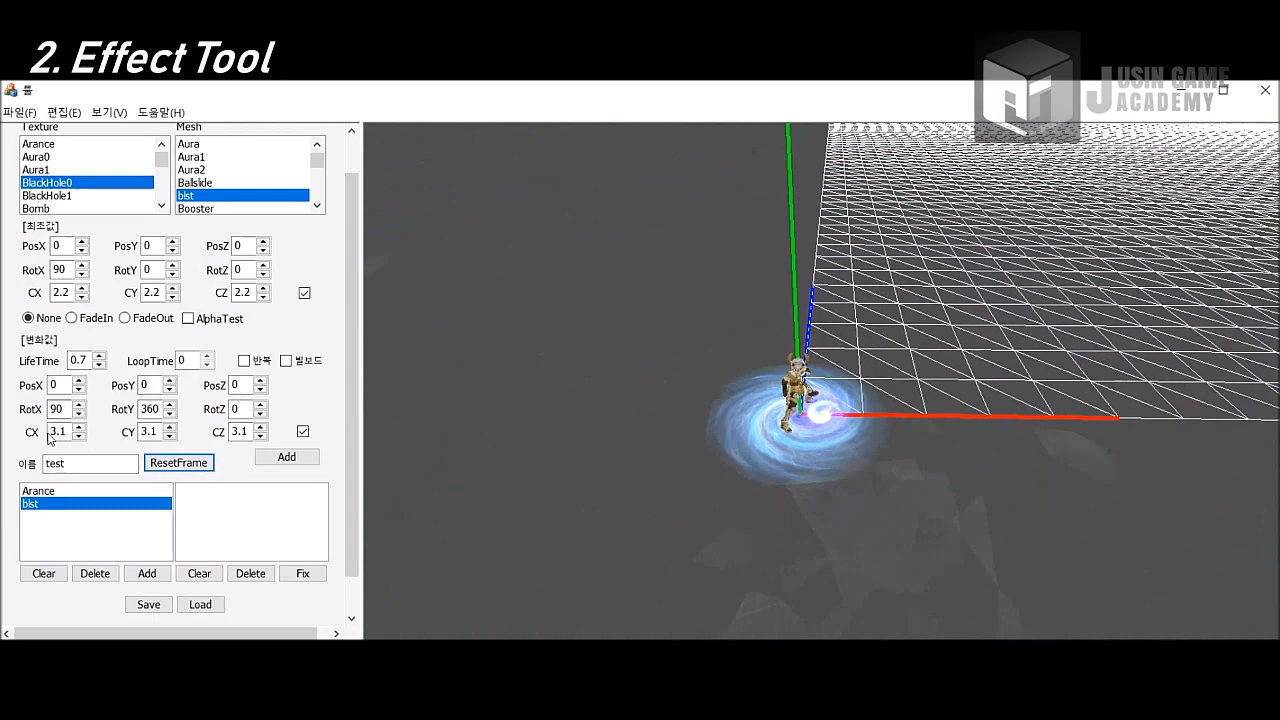 2. Effect Tool
JUSIN GAME
ACADEMY
툴
파일(F) 편집(E) 보기(V) 도움말(H)
Texture Mesh
Arance Aura
Aura0 Aura1
Aura1 Aura2
BlackHole0 Ballslide
BlackHole1 blst
Bomb Booster
[최초값]
PosX 0 PosY 0 PosZ 0
RotX 90 RotY 0 RotZ 0
CX 2.2 CY 2.2 CZ 2.2
None FadeIn FadeOut AlphaTest
[변화값]
LifeTime 0.7 LoopTime 0 반복 빌보드
PosX 0 PosY 0 PosZ 0
RotX 90 RotY 360 RotZ 0
CX 3.1 CY 3.1 CZ 3.1
이름 test ResetFrame Add
Arance
blst
Clear Delete Add Clear Delete Fix
Save Load